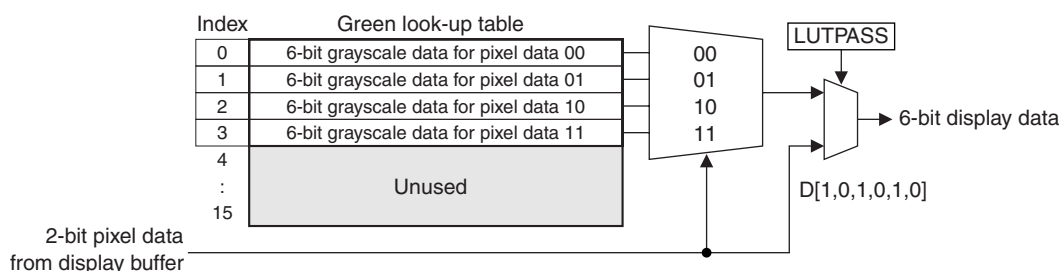 Index Green look-up table
0 6-bit grayscale data for pixel data 00 00
1 6-bit grayscale data for pixel data 01 01
2 6-bit grayscale data for pixel data 10 10
3 6-bit grayscale data for pixel data 11 11
4
:
15
Unused
LUTPASS
6-bit display data
D[1,0,1,0,1,0]
2-bit pixel data
from display buffer